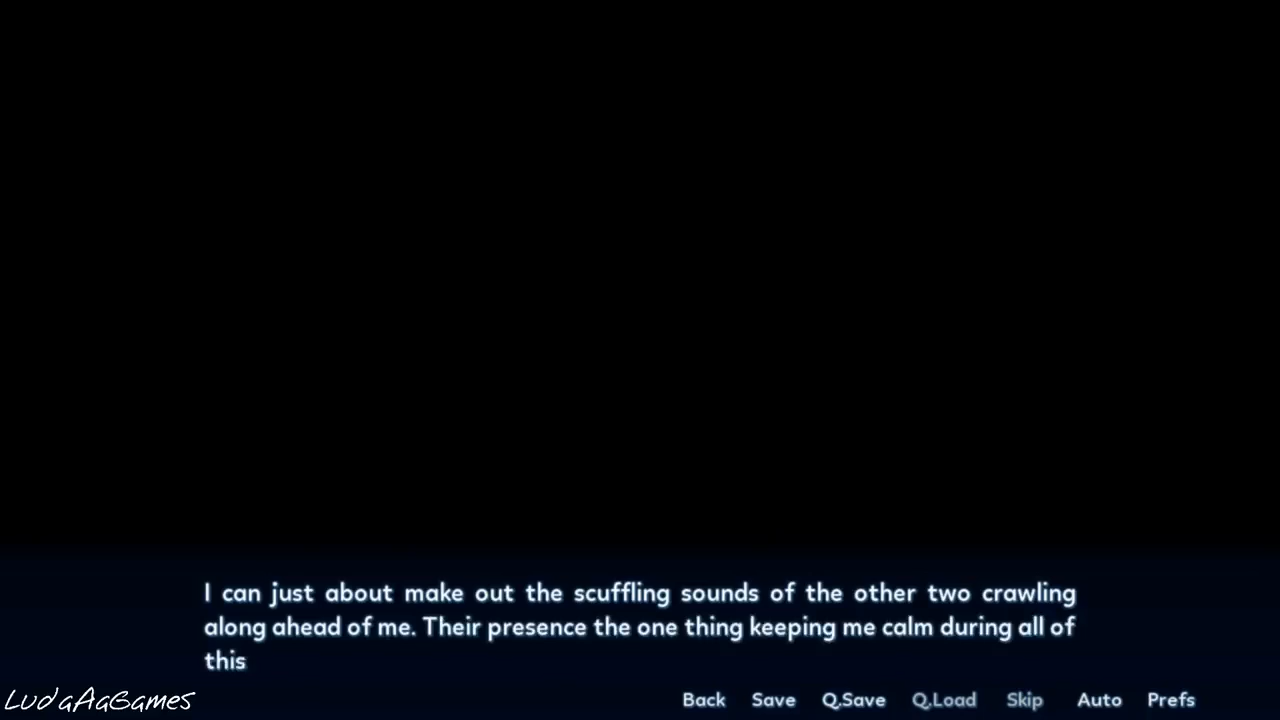 I can just about make out the scuffling sounds of the other two crawling
along ahead of me. Their presence the one thing keeping me calm during all of
this
LudaAaGames
Back Save Q.Save Q.Load Skip Auto Prefs